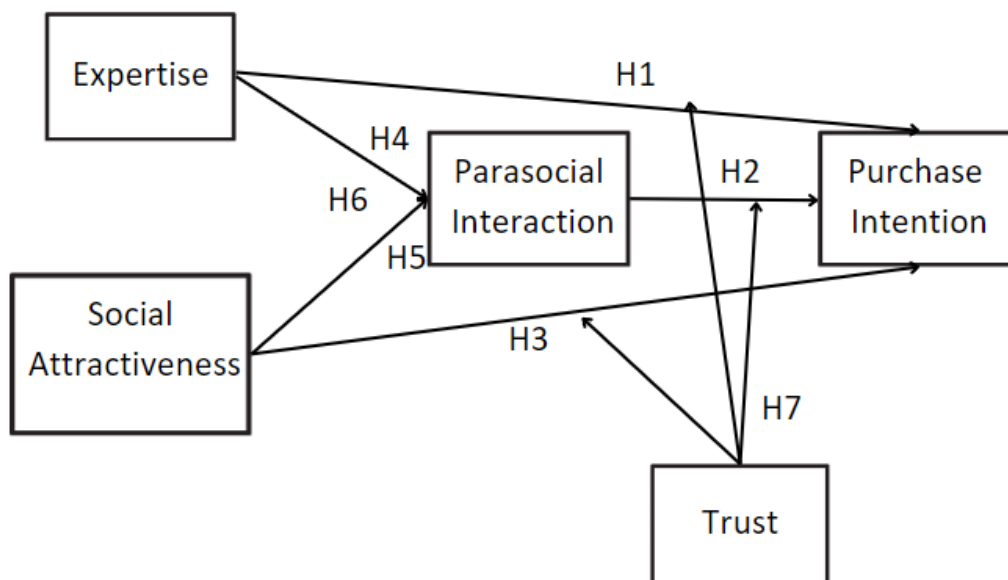 Expertise
H1
H4
Parasocial
Interaction
H2
Purchase
Intention
H6
H5
Social
Attractiveness
H3
H7
Trust